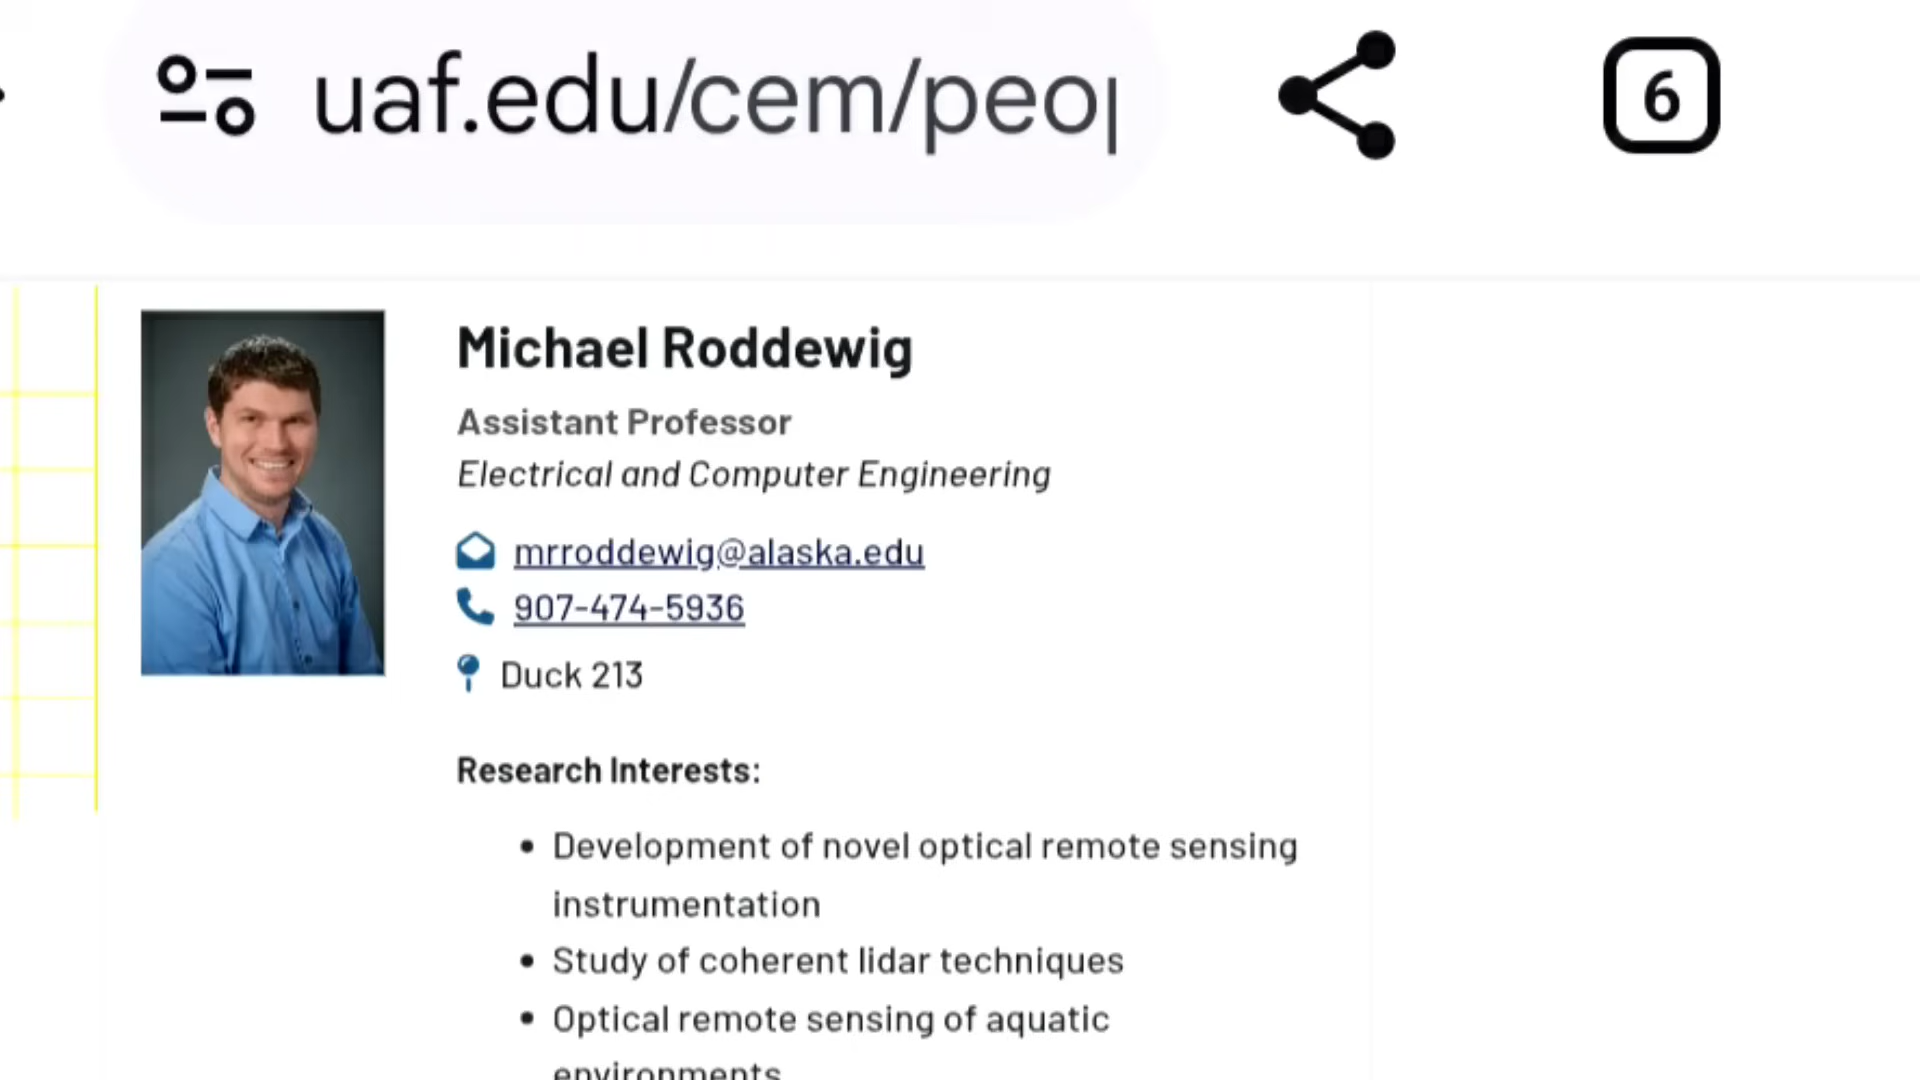 uaf.edu/cem/peop
6
Michael Roddewig
Assistant Professor
Electrical and Computer Engineering
mrroddewig@alaska.edu
907-474-5936
Duck 213
Research Interests:
• Development of novel optical remote sensing
instrumentation
• Study of coherent lidar techniques
• Optical remote sensing of aquatic
environments